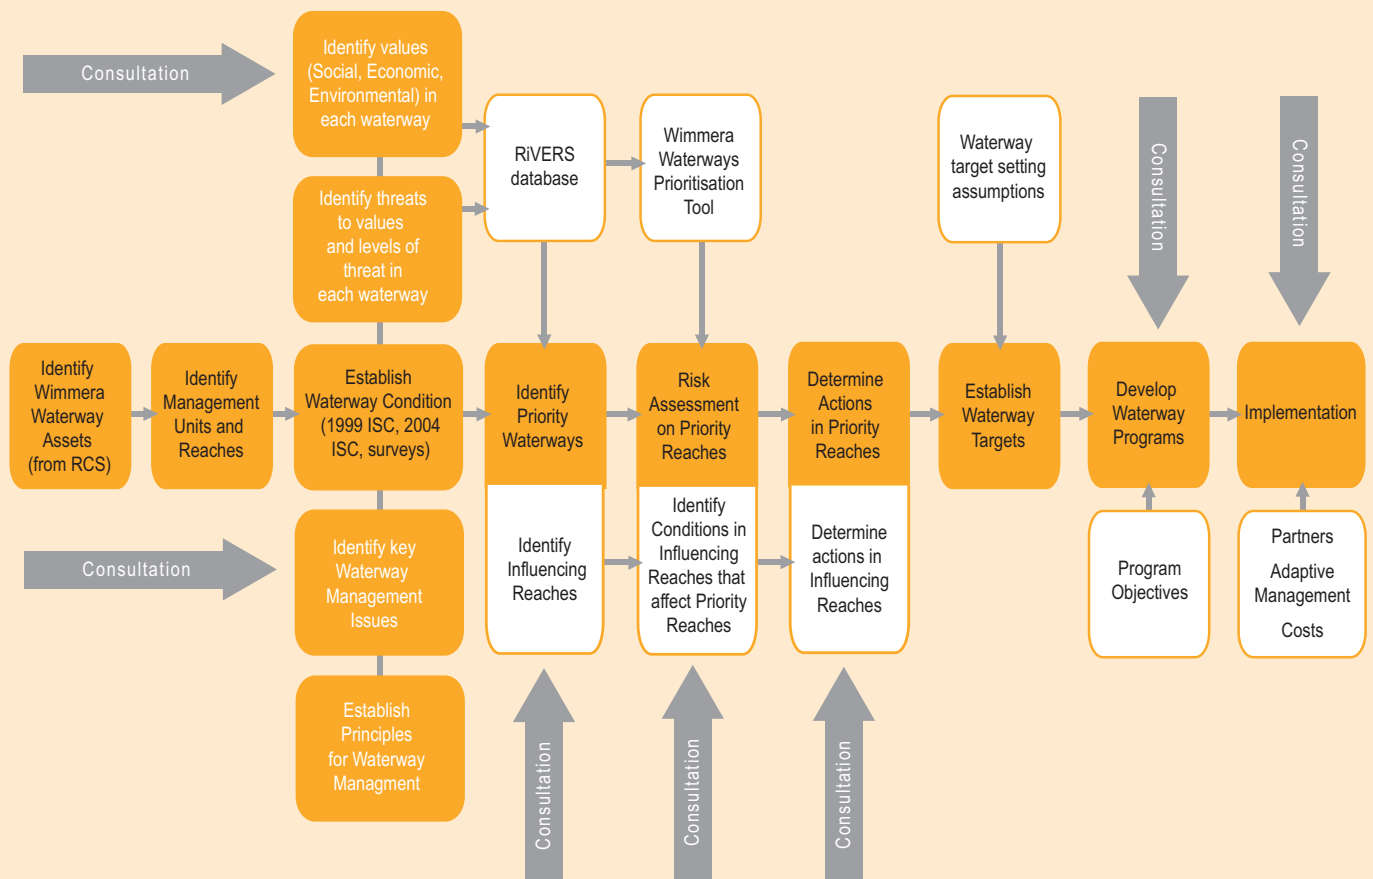 Consultation
Identify values
(Social, Economic,
Environmental) in
each waterway
Identify threats
to values
and levels of
threat in
each waterway
RiVERS
database
Wimmera
Waterways
Prioritisation
Tool
Waterway
target setting
assumptions
Consultation
Consultation
Identify
Wimmera
Waterway
Assets
(from RCS)
Identify
Management
Units and
Reaches
Establish
Waterway Condition
(1999 ISC, 2004
ISC, surveys)
Identify
Priority
Waterways
Risk
Assessment
on Priority
Reaches
Determine
Actions
in Priority
Reaches
Establish
Waterway
Targets
Develop
Waterway
Programs
Implementation
Consultation
Identify key
Waterway
Management
Issues
Establish
Principles
for Waterway
Managment
Identify
Influencing
Reaches
Identify
Conditions in
Influencing
Reaches that
affect Priority
Reaches
Determine
actions in
Influencing
Reaches
Program
Objectives
Partners
Adaptive
Management
Costs
Consultation
Consultation
Consultation